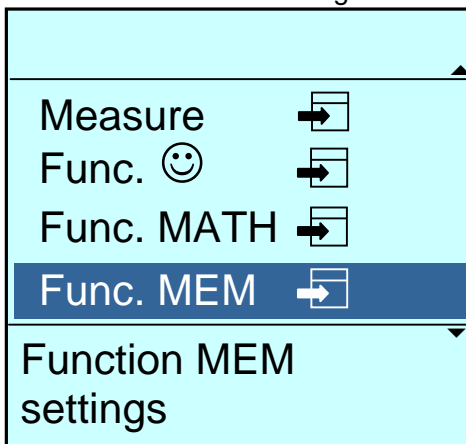 Measure
Func. ☺
Func. MATH
Func. MEM
Function MEM
settings